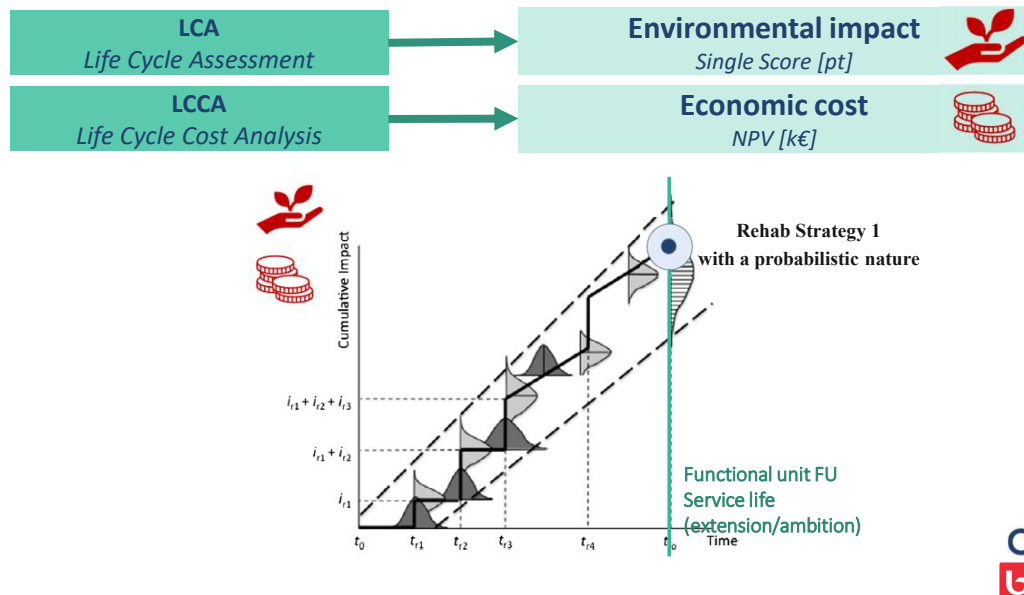 LCA
Life Cycle Assessment
Environmental impact
Single Score [pt]
LCCA
Life Cycle Cost Analysis
Economic cost
NPV [k€]
Rehab Strategy 1
with a probabilistic nature
Cumulative Impact
i_r1 + i_r2 + i_r3
i_r1 + i_r2
i_r1
Functional unit FU
Service life
(extension/ambition)
t_0 t_r1 t_r2 t_r3 t_r4 Time